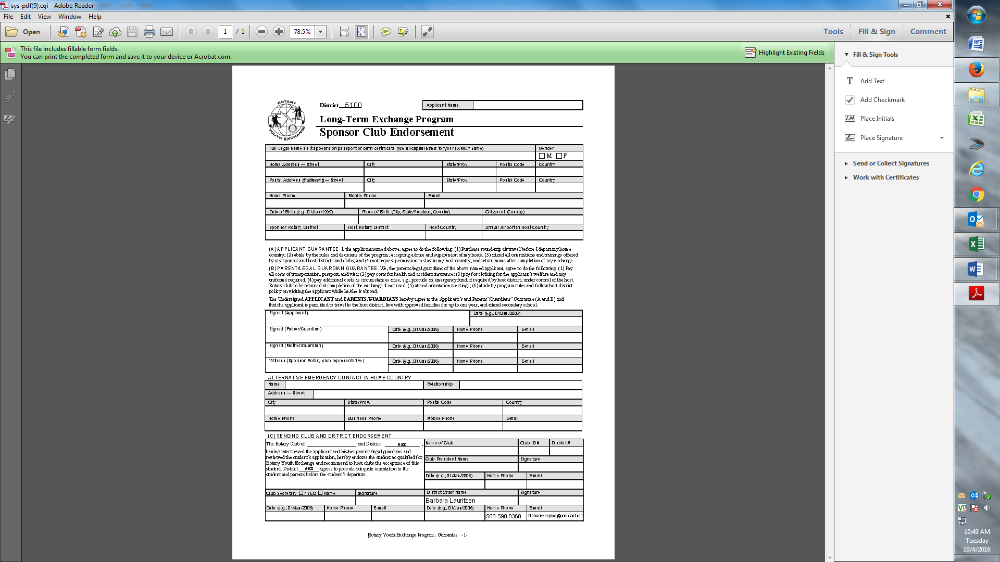 sys-pdf(9).cgi - Adobe Reader
File Edit View Window Help
Open 1 / 1 78.5% Tools Fill & Sign Comment
This file includes fillable form fields.
You can print the completed form and save it to your device or Acrobat.com.
Highlight Existing Fields
Fill & Sign Tools
Add Text
Add Checkmark
Place Initials
Place Signature
Send or Collect Signatures
Work with Certificates
ROTARY
YOUTH EXCHANGE
District 5100
Applicant Name
Long-Term Exchange Program
Sponsor Club Endorsement
Full Legal Name as it appears on passport or birth certificate (use all capital letters for your FAMILY name) Gender
M F
Home Address — Street City State/Prov. Postal Code Country
Postal Address (if different) — Street City State/Prov. Postal Code Country
Home Phone Mobile Phone E-mail
Date of Birth (e.g., 01/Jan/1999) Place of Birth (City, State/Province, Country) Citizen of (Country)
Sponsor Rotary District Host Rotary District Host Country Arrival Airport in Host Country
(A) APPLICANT GUARANTEE I, the applicant named above, agree to do the following: (1) Purchase round-trip air travel before I depart my home
country; (2) abide by the rules and decisions of the program, accepting advice and supervision of my hosts; (3) attend all orientations and trainings offered
by my sponsor and host districts and clubs; and (4) not request permission to stay in my host country, and return home after completion of my exchange.
(B) PARENT/LEGAL GUARDIAN GUARANTEE We, the parents/legal guardians of the above named applicant, agree to do the following: (1) Pay
all costs of transportation, passport, and visa; (2) pay costs for health and accident insurance; (3) pay for clothing for the applicant's welfare and any
uniforms required; (4) pay additional costs as circumstances arise, e.g., provide an emergency fund, if required by host district, under control of the host
Rotary club to be returned at completion of the exchange if not used; (5) attend orientation meetings; (6) abide by program rules and follow host district
policy on visiting the applicant while he/she is abroad.
The Undersigned APPLICANT and PARENTS/GUARDIANS hereby agree to the Applicant's and Parents'/Guardians' Guarantee (A and B) and
that the applicant is permitted to travel to the host district, live with approved families for up to one year, and attend secondary school.
Signed (Applicant) Date (e.g., 01/Jan/2006)
Signed (Father/Guardian) Date (e.g., 01/Jan/2006) Home Phone E-mail
Signed (Mother/Guardian) Date (e.g., 01/Jan/2006) Home Phone E-mail
Witness (Sponsor Rotary club representative) Date (e.g., 01/Jan/2006) Home Phone E-mail
ALTERNATIVE EMERGENCY CONTACT IN HOME COUNTRY
Name Relationship
Address — Street
City State/Prov. Postal Code Country
Home Phone Business Phone Mobile Phone E-mail
(C) SENDING CLUB AND DISTRICT ENDORSEMENT
The Rotary Club of and District 5100 ,
having interviewed the applicant and his/her parents/legal guardians and
reviewed the student's application, hereby endorse the student as qualified for
Rotary Youth Exchange and recommend to host clubs the acceptance of this
student. District 5100 agrees to provide adequate orientation to the
student and parents before the student's departure.
Name of Club Club ID# District #
Club President Name Signature
Date (e.g., 01/Jan/2006) Home Phone E-mail
Club Secretary / YEO Name Signature District Chair Name Signature
Barbara Lauritzen
Date (e.g., 01/Jan/2006) Home Phone E-mail Date (e.g., 01/Jan/2006) Home Phone E-mail
503-590-8360 thebookkeeping@comcast.net
Rotary Youth Exchange Program: Guarantee -1-
10:49 AM
Tuesday
10/4/2016